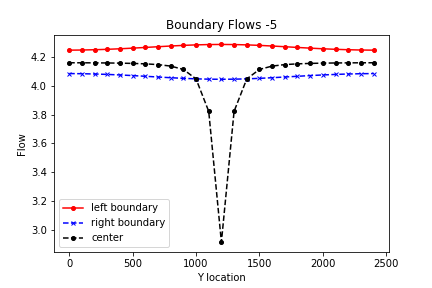 Boundary Flows -5
4.2
4.0
3.8
3.6
3.4
3.2
3.0
Flow
left boundary
right boundary
center
0
500
1000
1500
2000
2500
Y location